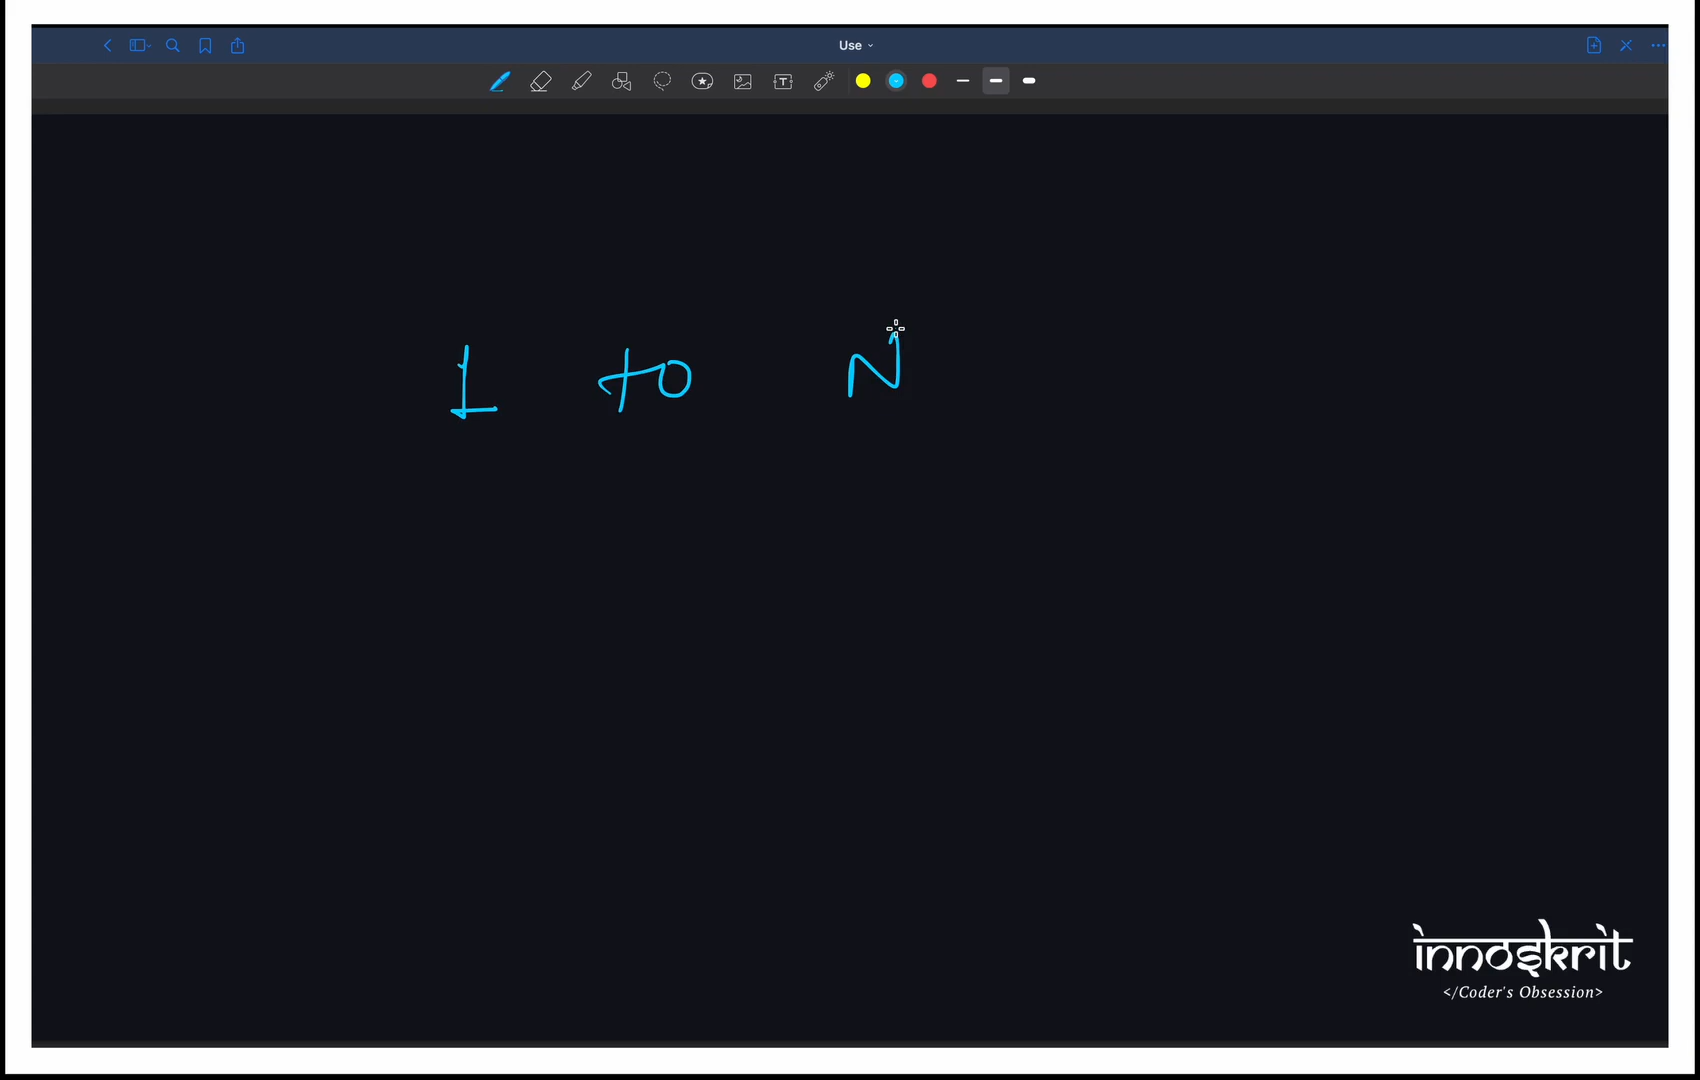 Use
1 to N
innoskrit
</Coder's Obsession>